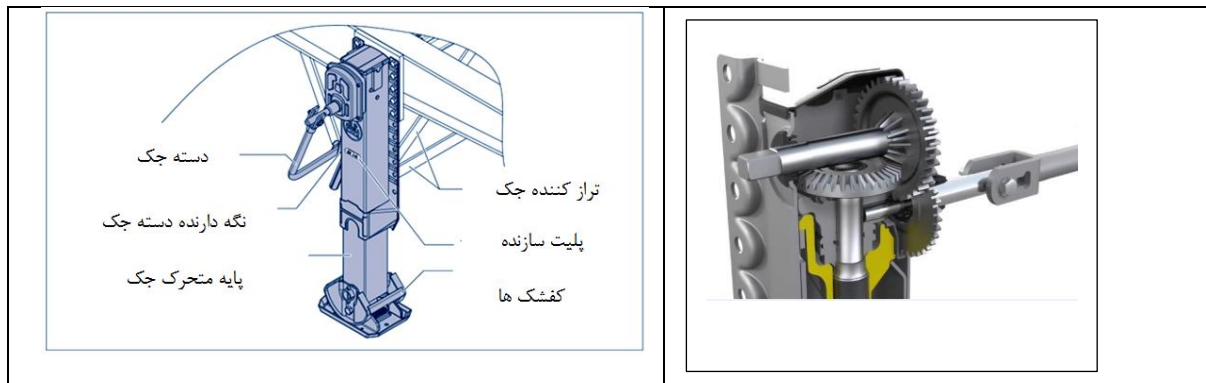 دسته جک
نگه دارنده دسته جک
پایه متحرک جک
تراز کننده جک
پلیت سازنده
کفشک ها